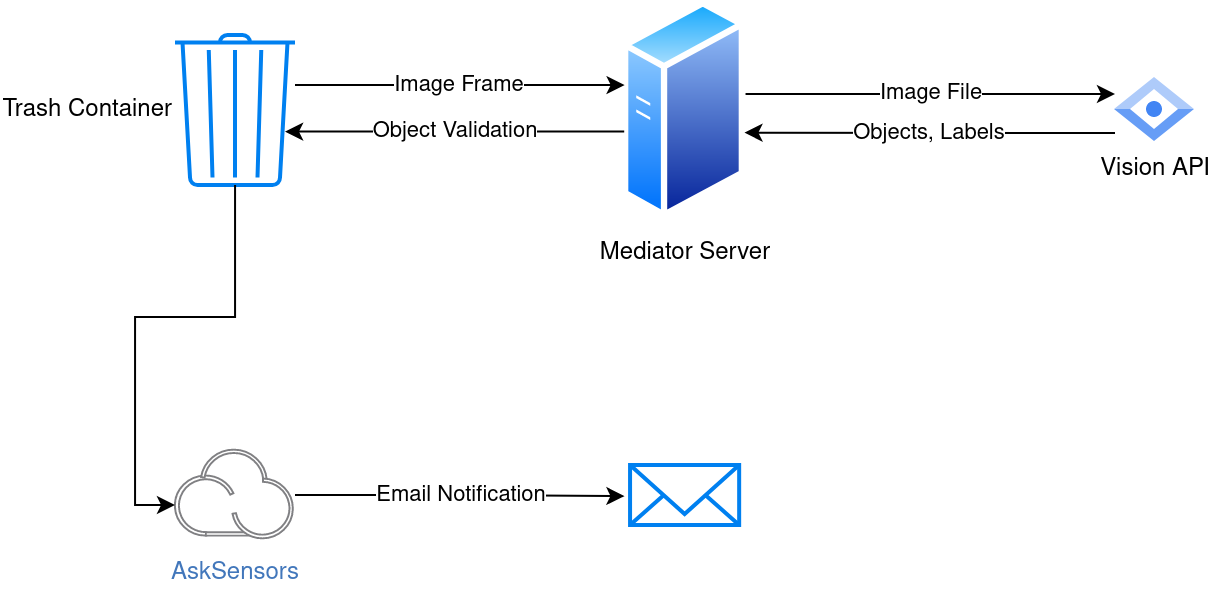 Image Frame
Image File
Trash Container
Object Validation
Objects, Labels
Vision API
Mediator Server
Email Notification
AskSensors